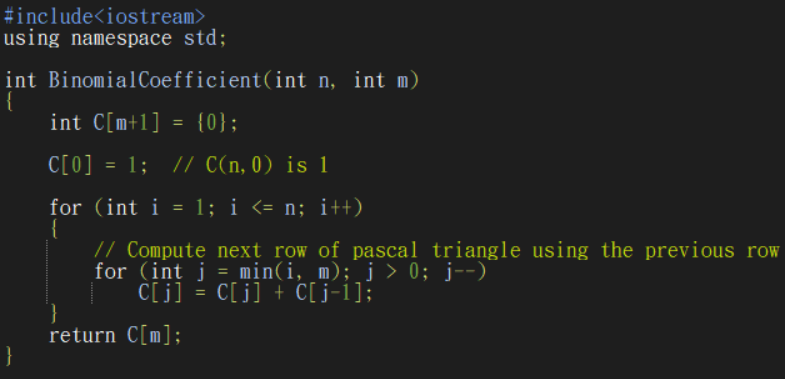 #include<iostream>
using namespace std;
int BinomialCoefficient(int n, int m)
{
int C[m+1] = {0};
C[0] = 1; // C(n,0) is 1
for (int i = 1; i <= n; i++)
{
// Compute next row of pascal triangle using the previous row
for (int j = min(i, m); j > 0; j--)
C[j] = C[j] + C[j-1];
}
return C[m];
}